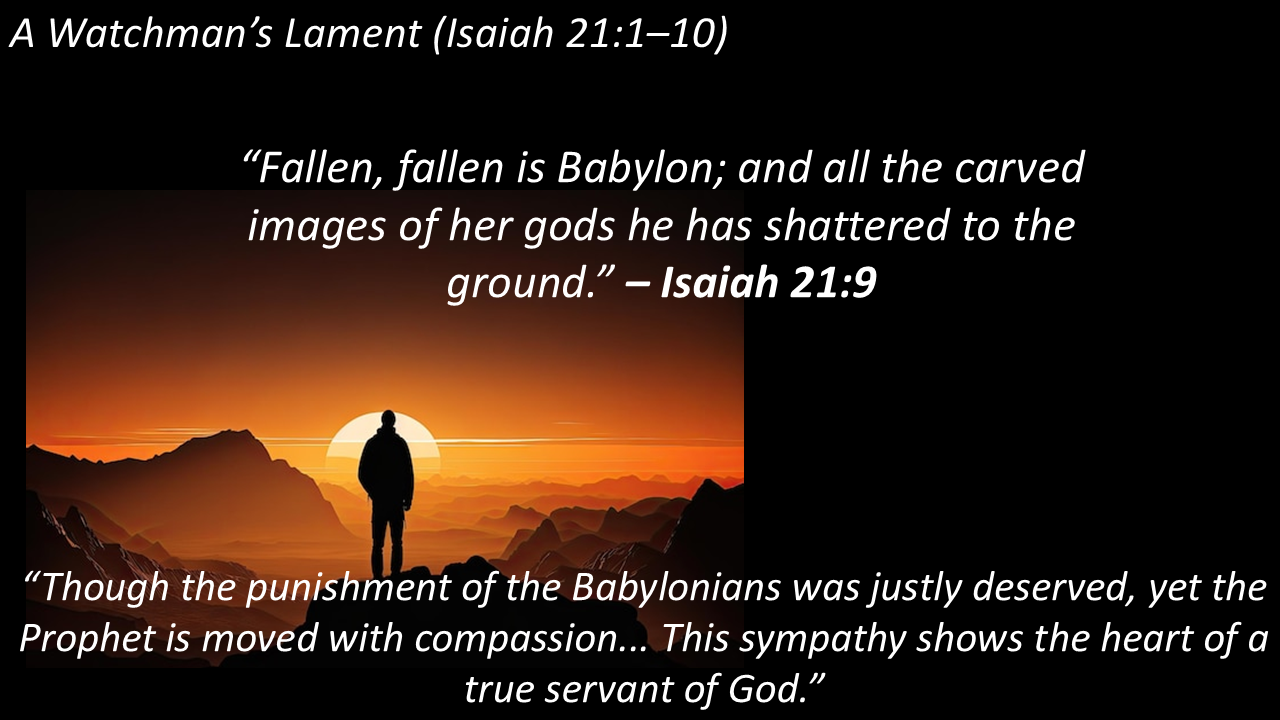 A Watchman’s Lament (Isaiah 21:1–10)
“Fallen, fallen is Babylon; and all the carved
images of her gods he has shattered to the
ground.” – Isaiah 21:9
“Though the punishment of the Babylonians was justly deserved, yet the
Prophet is moved with compassion... This sympathy shows the heart of a
true servant of God.”